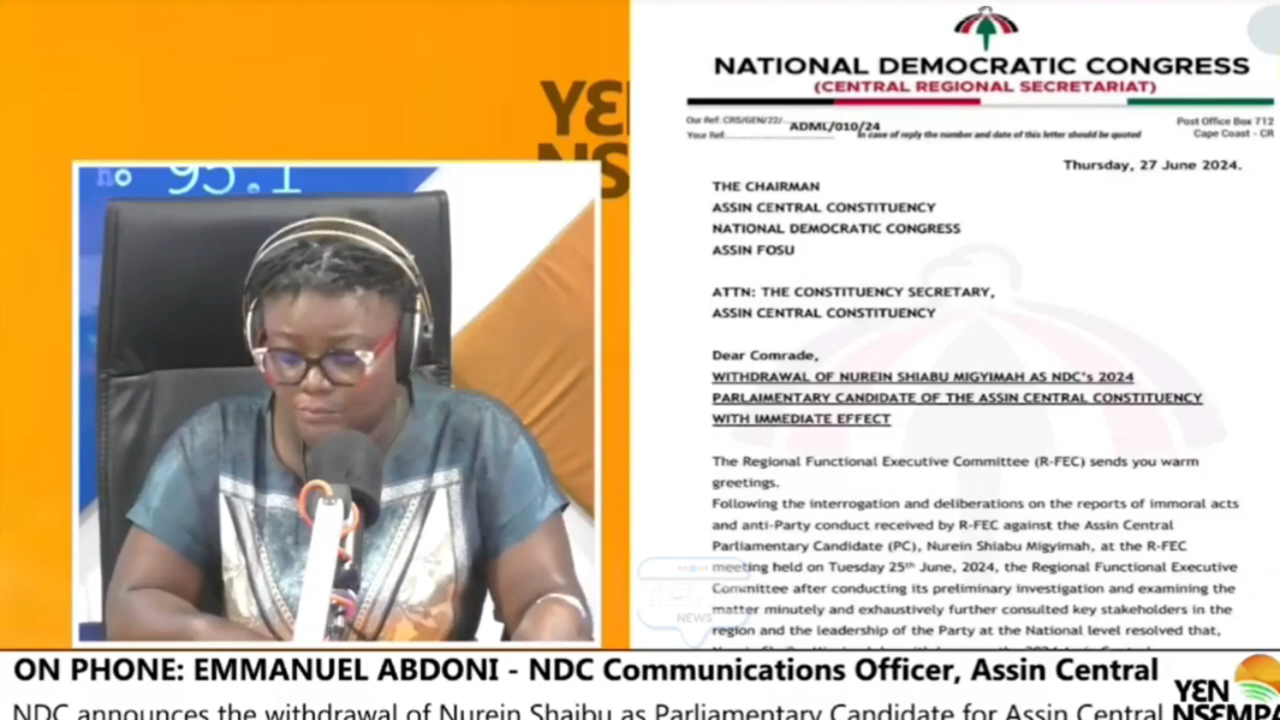 YƐN
NS
95.1
NATIONAL DEMOCRATIC CONGRESS
(CENTRAL REGIONAL SECRETARIAT)
Our Ref: CRS/GEN/22/ ADML/010/24
Your Ref: In case of reply the number and date of this letter should be quoted
Post Office Box 712
Cape Coast - CR
Thursday, 27 June 2024.
THE CHAIRMAN
ASSIN CENTRAL CONSTITUENCY
NATIONAL DEMOCRATIC CONGRESS
ASSIN FOSU
ATTN: THE CONSTITUENCY SECRETARY,
ASSIN CENTRAL CONSTITUENCY
Dear Comrade,
WITHDRAWAL OF NUREIN SHIABU MIGYIMAH AS NDC's 2024
PARLAIMENTARY CANDIDATE OF THE ASSIN CENTRAL CONSTITUENCY
WITH IMMEDIATE EFFECT
The Regional Functional Executive Committee (R-FEC) sends you warm
greetings.
Following the interrogation and deliberations on the reports of immoral acts
and anti-Party conduct received by R-FEC against the Assin Central
Parliamentary Candidate (PC), Nurein Shiabu Migyimah, at the R-FEC
meeting held on Tuesday 25th June, 2024, the Regional Functional Executive
Committee after conducting its preliminary investigation and examining the
matter minutely and exhaustively further consulted key stakeholders in the
region and the leadership of the Party at the National level resolved that,
NEWS
ON PHONE: EMMANUEL ABDONI - NDC Communications Officer, Assin Central
NDC announces the withdrawal of Nurein Shaibu as Parliamentary Candidate for Assin Central
YƐN
NSƐMPA